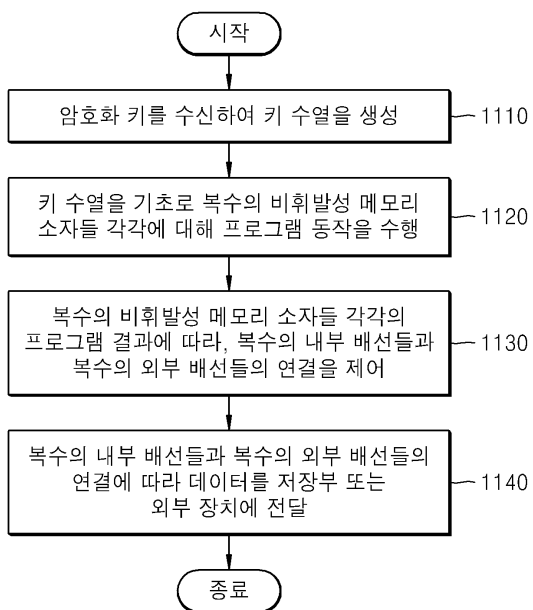 시작
암호화 키를 수신하여 키 수열을 생성
1110
키 수열을 기초로 복수의 비휘발성 메모리
소자들 각각에 대해 프로그램 동작을 수행
1120
복수의 비휘발성 메모리 소자들 각각의
프로그램 결과에 따라, 복수의 내부 배선들과
복수의 외부 배선들의 연결을 제어
1130
복수의 내부 배선들과 복수의 외부 배선들의
연결에 따라 데이터를 저장부 또는
외부 장치에 전달
1140
종료